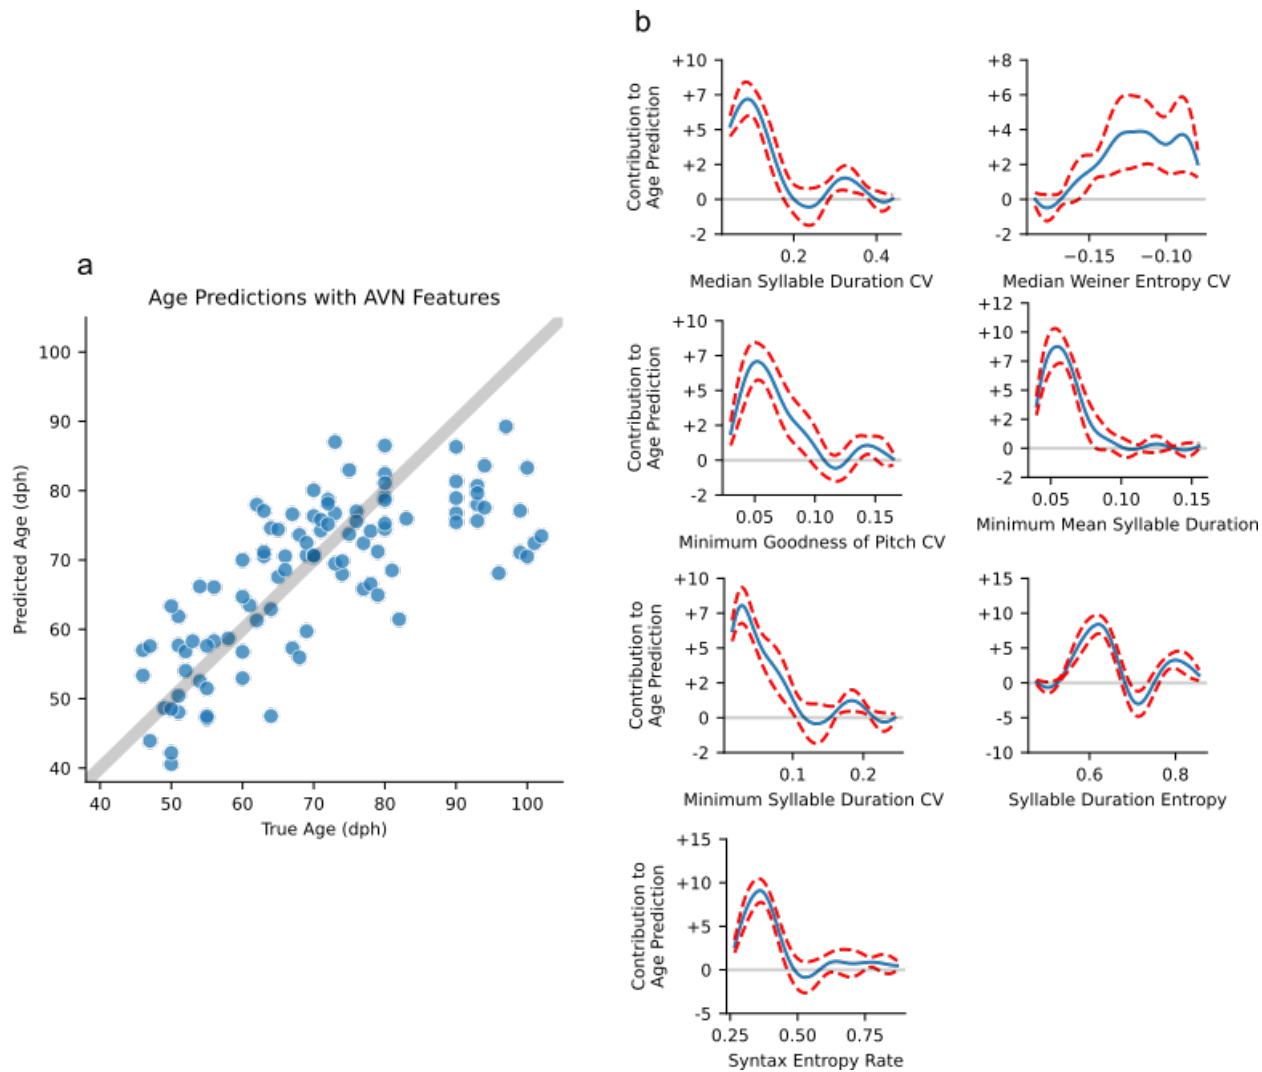 a
Age Predictions with AVN Features
Predicted Age (dph)
100
90
80
70
60
50
40
40 50 60 70 80 90 100
True Age (dph)
b
Contribution to
Age Prediction
+10
+7
+5
+2
0
-2
0.2 0.4
Median Syllable Duration CV
+8
+6
+4
+2
0
-2
−0.15 −0.10
Median Weiner Entropy CV
Contribution to
Age Prediction
+10
+7
+5
+2
0
-2
0.05 0.10 0.15
Minimum Goodness of Pitch CV
+12
+10
+7
+5
+2
0
-2
0.05 0.10 0.15
Minimum Mean Syllable Duration
Contribution to
Age Prediction
+10
+7
+5
+2
0
-2
0.1 0.2
Minimum Syllable Duration CV
+15
+10
+5
0
-5
-10
0.6 0.8
Syllable Duration Entropy
Contribution to
Age Prediction
+15
+10
+5
0
-5
0.25 0.50 0.75
Syntax Entropy Rate